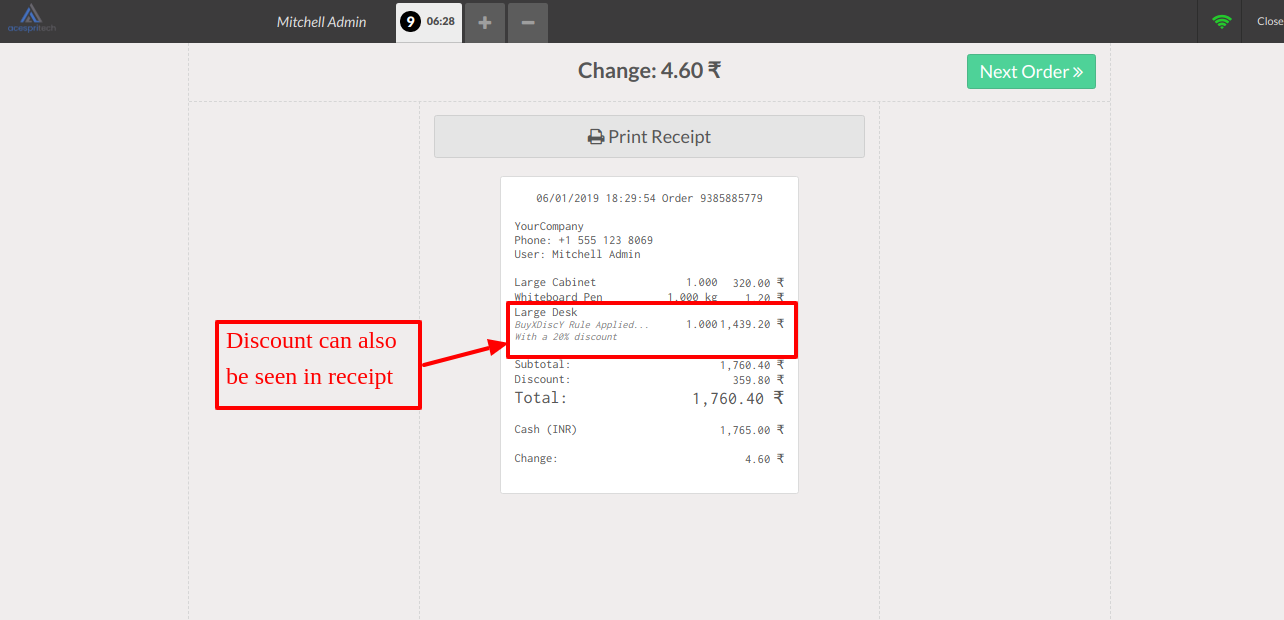 acespritech
Mitchell Admin
9 06:28
Close
Change: 4.60 ₹
Next Order
Print Receipt
06/01/2019 18:29:54 Order 9385885779
YourCompany
Phone: +1 555 123 8069
User: Mitchell Admin
Large Cabinet 1.000 320.00 ₹
Whiteboard Pen 1.000 kg 1.20 ₹
Large Desk
BuyXDiscY Rule Applied... 1.000 1,439.20 ₹
With a 20% discount
Discount can also
be seen in receipt
Subtotal: 1,760.40 ₹
Discount: 359.80 ₹
Total: 1,760.40 ₹
Cash (INR) 1,765.00 ₹
Change: 4.60 ₹